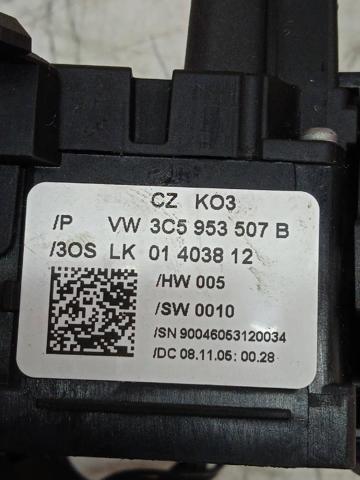 CZ KO3
/P VW 3C5 953 507 B
/3OS LK 01 4038 12
/HW 005
/SW 0010
/SN 90046053120034
/DC 08.11.05: 00.28